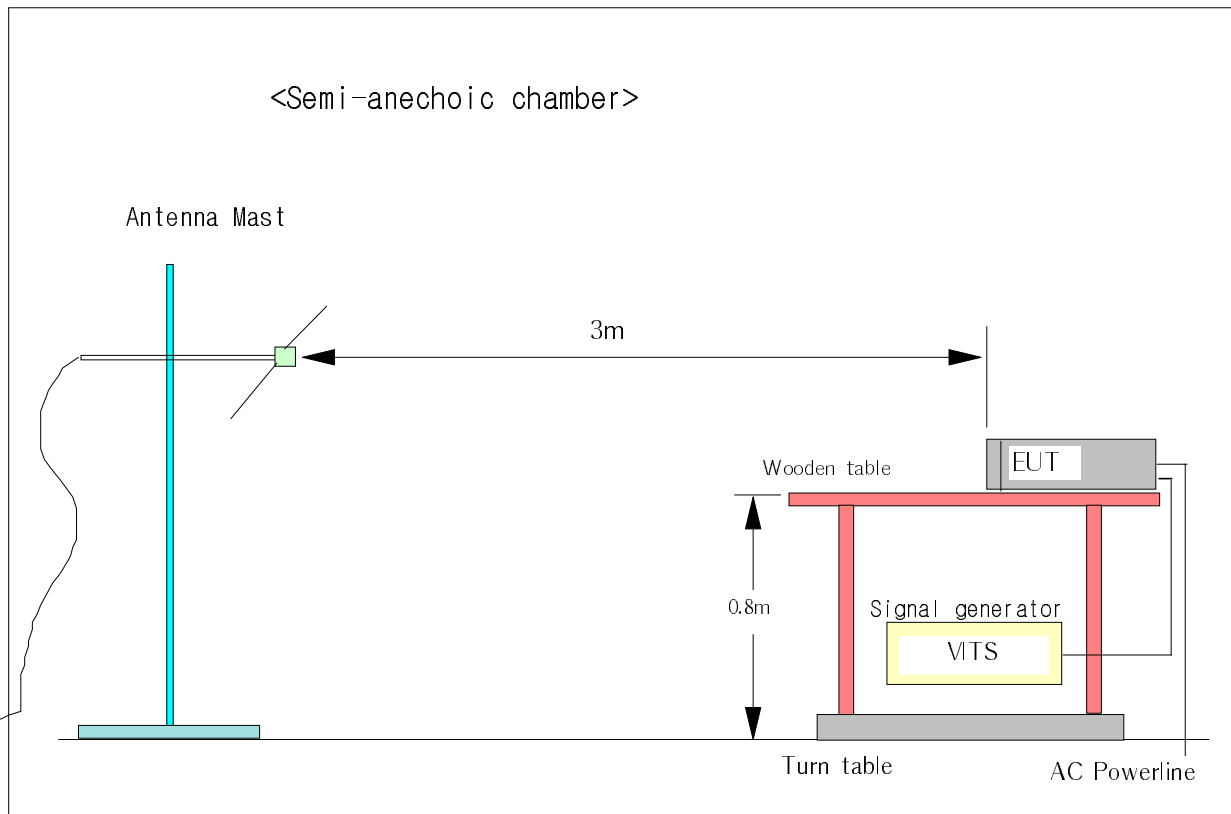 <Semi-anechoic chamber>
Antenna Mast
3m
EUT
Wooden table
0.8m
Signal generator
VITS
Turn table
AC Powerline